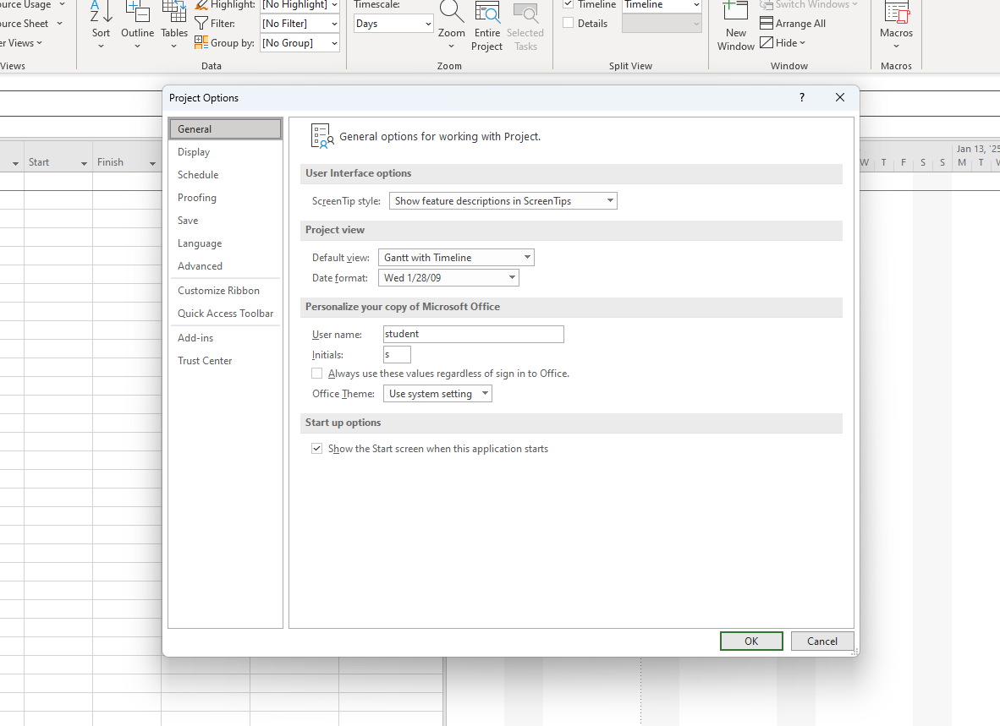 ource Usage
ource Sheet
er Views
Views
Sort
Outline
Tables
Highlight: [No Highlight]
Filter: [No Filter]
Group by: [No Group]
Data
Timescale:
Days
Zoom
Entire Project
Selected Tasks
Zoom
Timeline Timeline
Details
Split View
New Window
Switch Windows
Arrange All
Hide
Window
Macros
Macros
Project Options
?
General
Display
Schedule
Proofing
Save
Language
Advanced
Customize Ribbon
Quick Access Toolbar
Add-ins
Trust Center
General options for working with Project.
User Interface options
ScreenTip style: Show feature descriptions in ScreenTips
Project view
Default view: Gantt with Timeline
Date format: Wed 1/28/09
Personalize your copy of Microsoft Office
User name: student
Initials: s
Always use these values regardless of sign in to Office.
Office Theme: Use system setting
Start up options
Show the Start screen when this application starts
OK Cancel
Start Finish
Jan 13, '25
W T F S S M T W